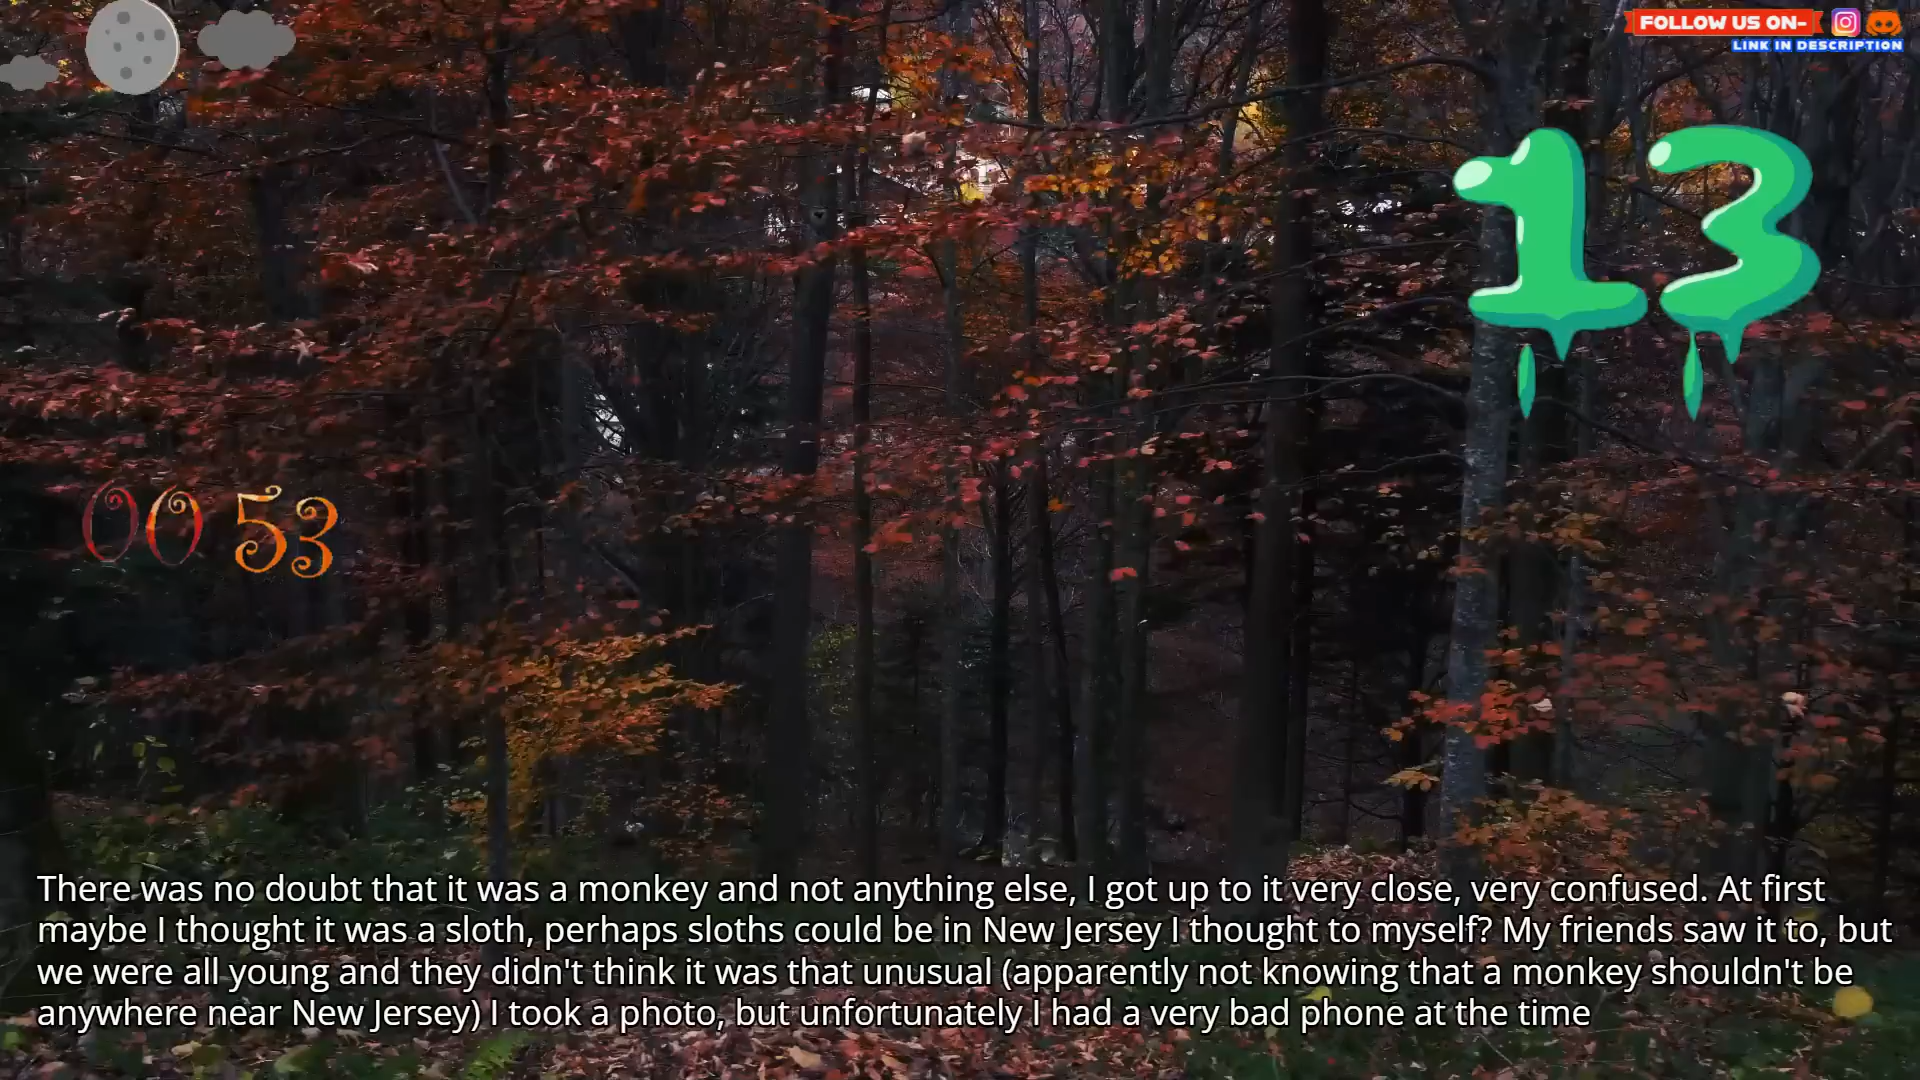 FOLLOW US ON-
LINK IN DESCRIPTION
13
00 53
There was no doubt that it was a monkey and not anything else, I got up to it very close, very confused. At first
maybe I thought it was a sloth, perhaps sloths could be in New Jersey I thought to myself? My friends saw it to, but
we were all young and they didn't think it was that unusual (apparently not knowing that a monkey shouldn't be
anywhere near New Jersey) I took a photo, but unfortunately I had a very bad phone at the time